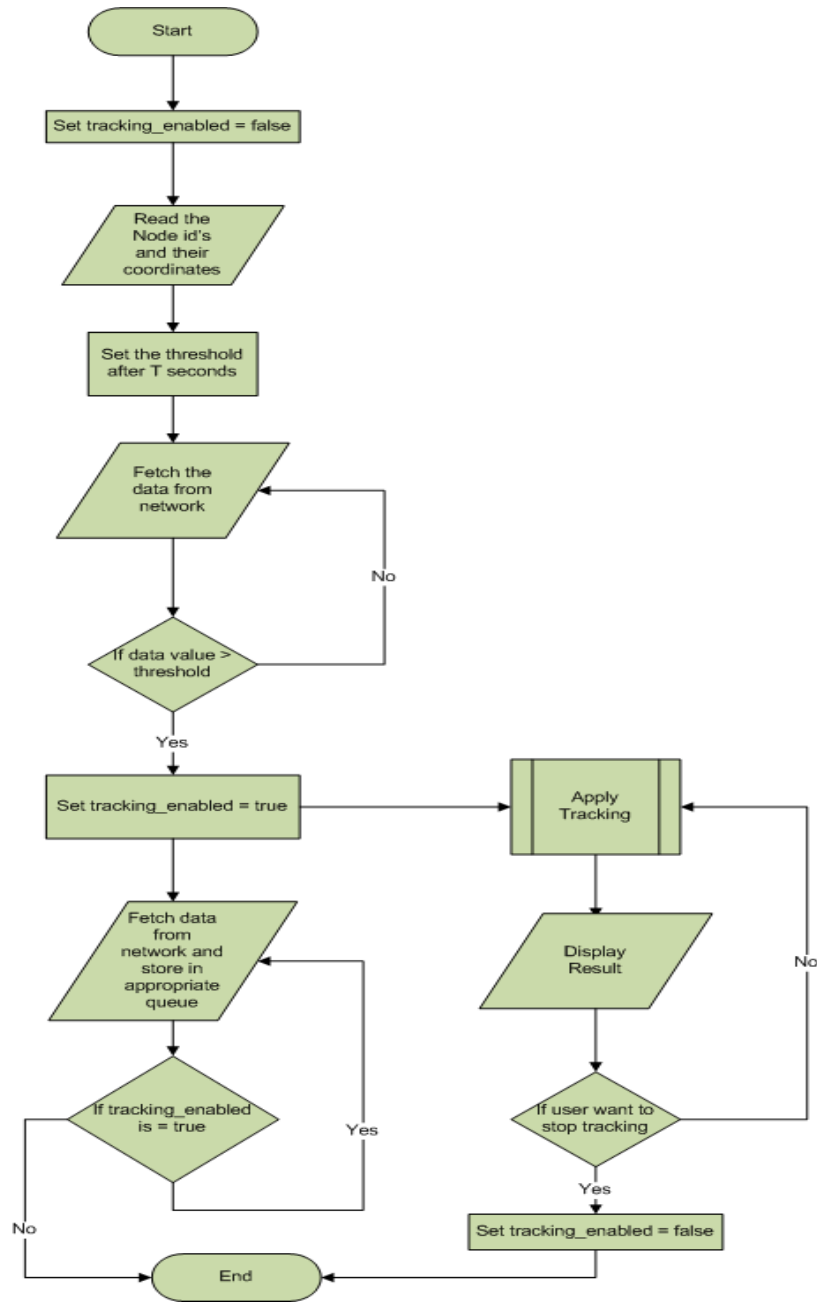 Start
Set tracking_enabled = false
Read the
Node id's
and their
coordinates
Set the threshold
after T seconds
Fetch the
data from
network
No
If data value >
threshold
Yes
Set tracking_enabled = true
Apply
Tracking
Fetch data
from
network and
store in
appropriate
queue
Display
Result
No
If tracking_enabled
is = true
Yes
If user want to
stop tracking
Yes
No
Set tracking_enabled = false
End